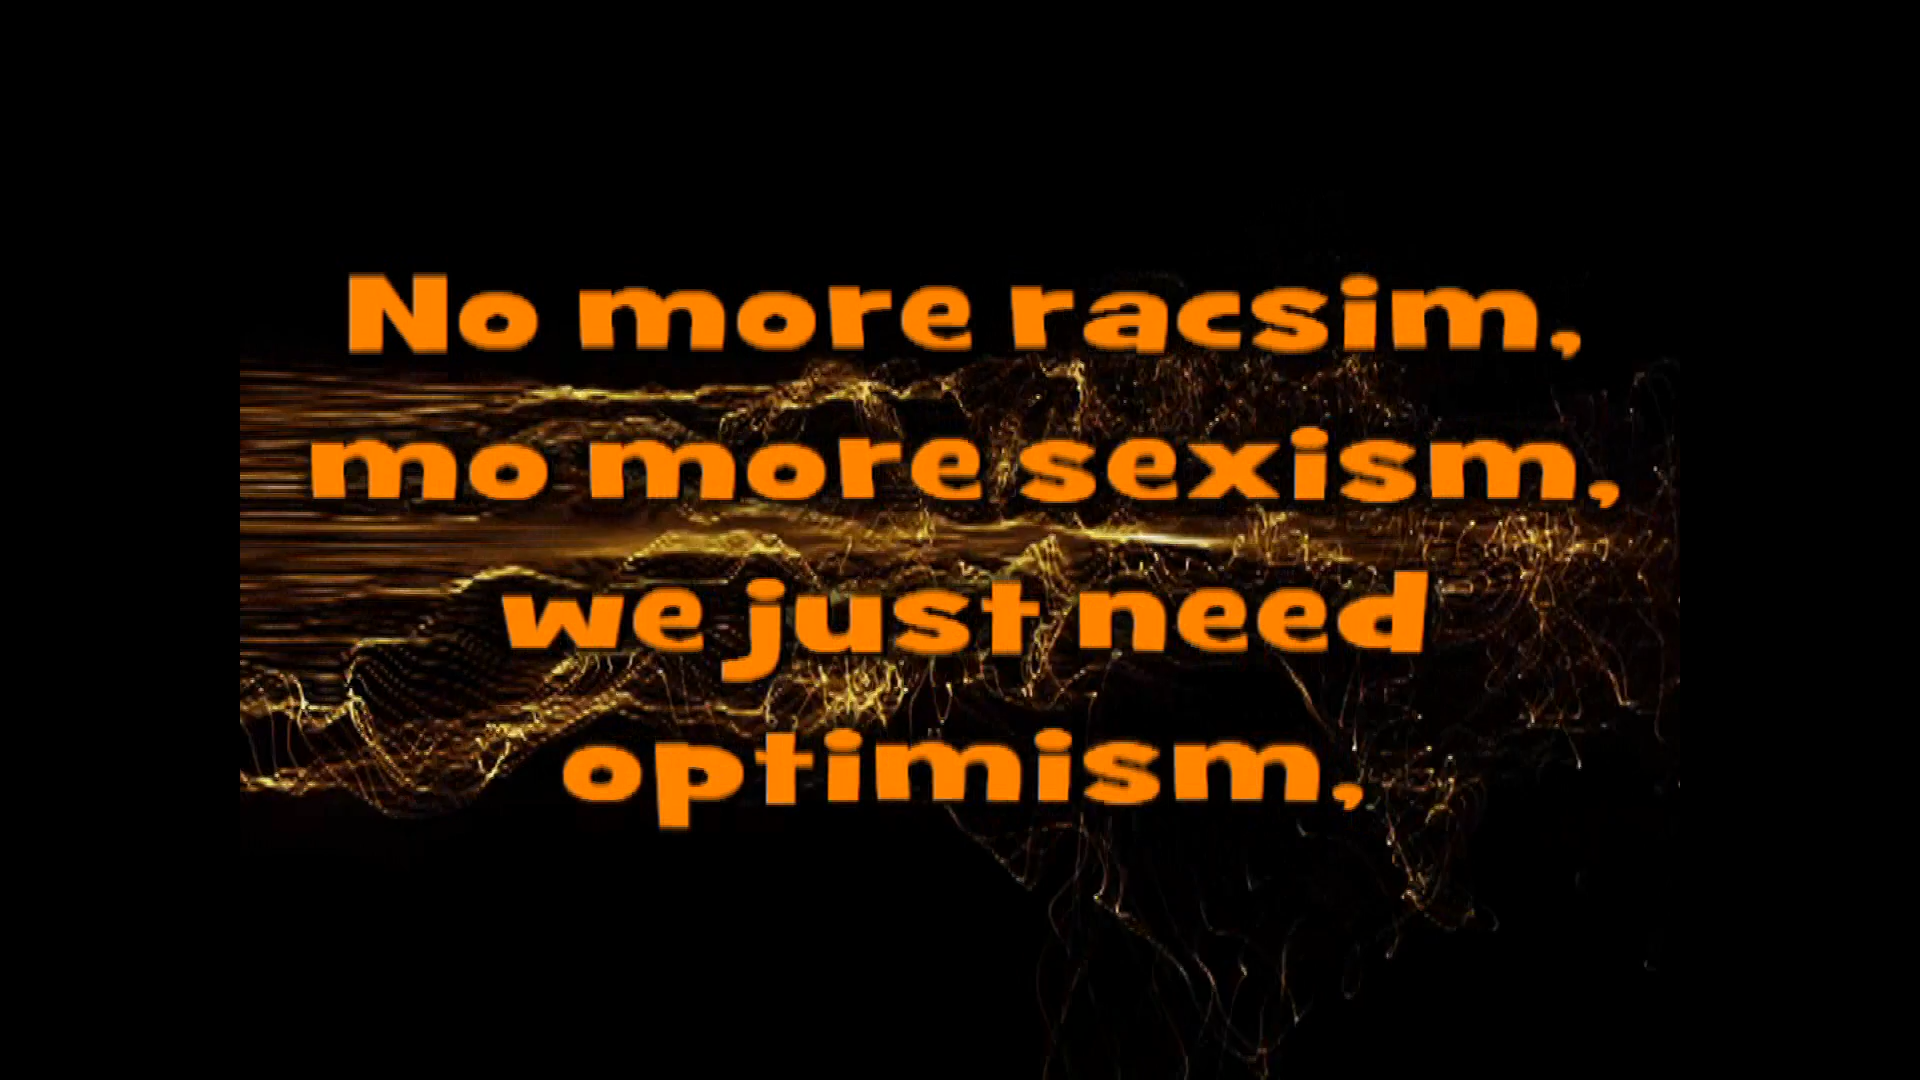 No more racsim,
mo more sexism,
we just need
optimism,